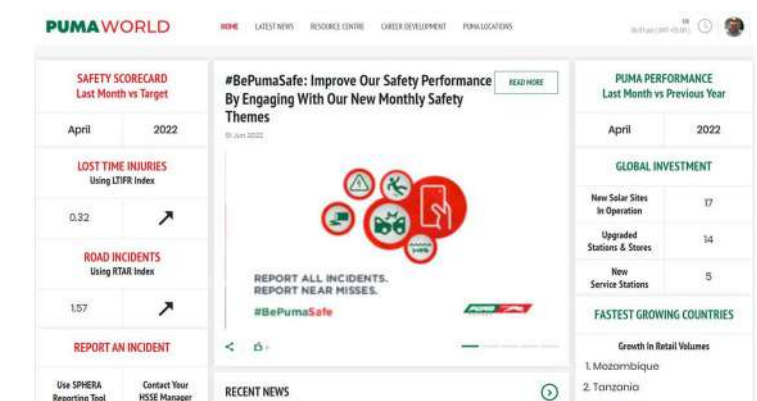 PUMAWORLD
HOME LATEST NEWS RESOURCE CENTRE CAREER DEVELOPMENT PUMA LOCATIONS
SAFETY SCORECARD
Last Month vs Target
April 2022
LOST TIME INJURIES
Using LTIFR Index
0.32
ROAD INCIDENTS
Using RTAR Index
1.57
REPORT AN INCIDENT
Use SPHERA
Reporting Tool
Contact Your
HSSE Manager
#BePumaSafe: Improve Our Safety Performance
By Engaging With Our New Monthly Safety
Themes
READ MORE
01 Jun 2022
REPORT ALL INCIDENTS.
REPORT NEAR MISSES.
#BePumaSafe
RECENT NEWS
PUMA PERFORMANCE
Last Month vs Previous Year
April 2022
GLOBAL INVESTMENT
New Solar Sites
In Operation
17
Upgraded
Stations & Stores
14
New
Service Stations
5
FASTEST GROWING COUNTRIES
Growth In Retail Volumes
1. Mozambique
2. Tanzania